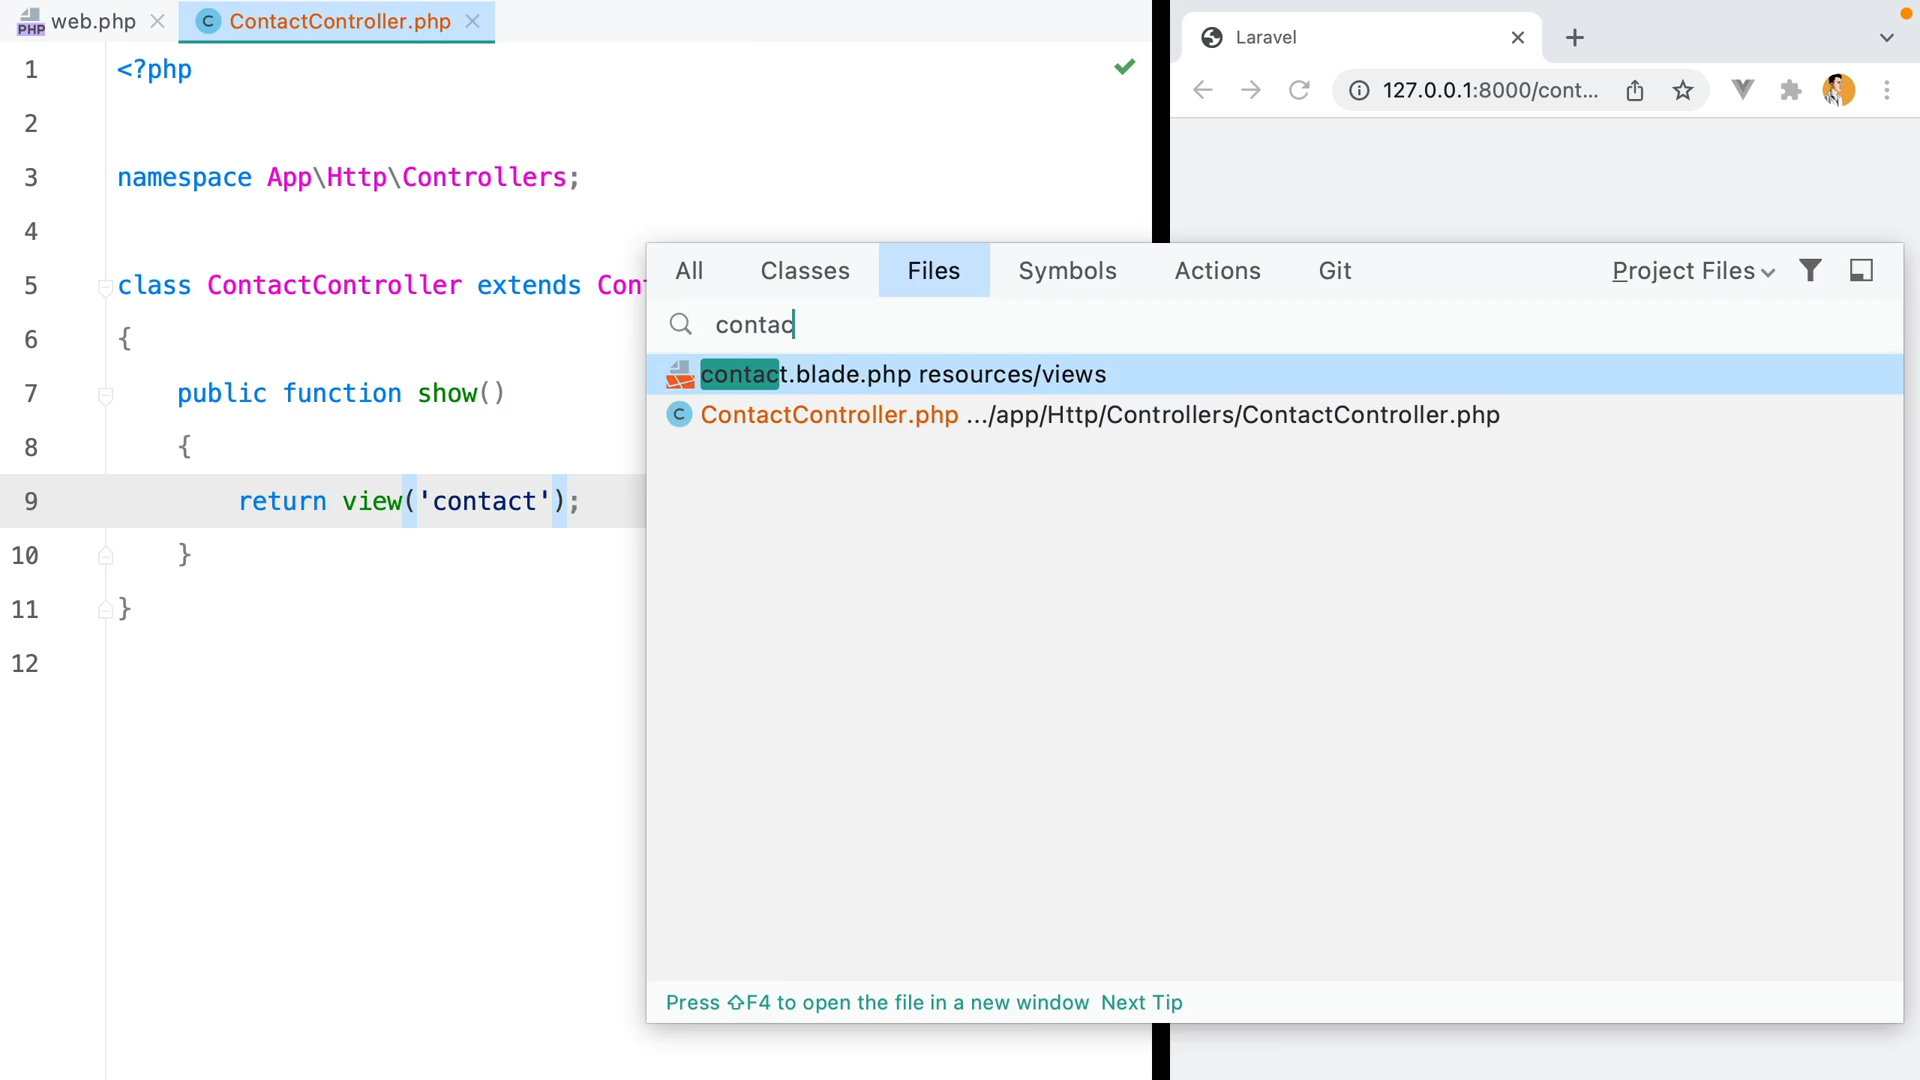 PHP web.php
C ContactController.php
1 <?php
2
3 namespace App\Http\Controllers;
4
5 class ContactController extends Con
6 {
7 public function show()
8 {
9 return view('contact');
10 }
11 }
12
Laravel
127.0.0.1:8000/cont...
All Classes Files Symbols Actions Git Project Files
contac
contact.blade.php resources/views
C ContactController.php .../app/Http/Controllers/ContactController.php
Press ⇧F4 to open the file in a new window Next Tip